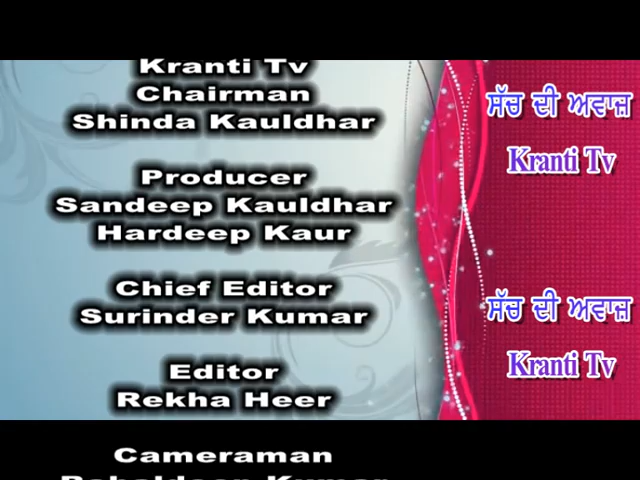 Kranti Tv
Chairman
Shinda Kauldhar
Producer
Sandeep Kauldhar
Hardeep Kaur
Chief Editor
Surinder Kumar
Editor
Rekha Heer
Cameraman
Kumar
ਸੱਚ ਦੀ ਅਵਾਜ਼
Kranti Tv
ਸੱਚ ਦੀ ਅਵਾਜ਼
Kranti Tv